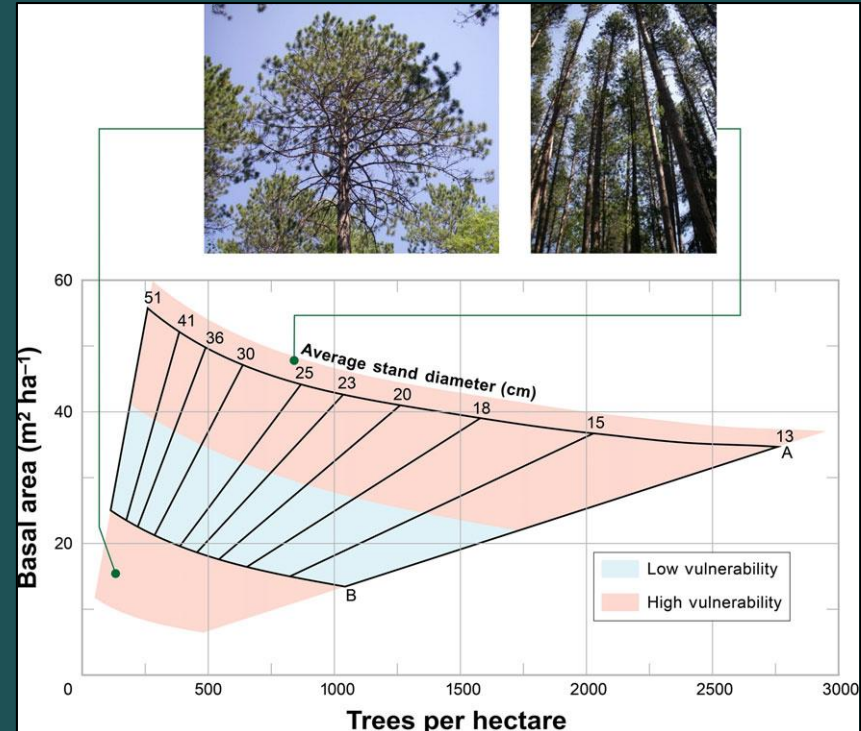 60
51
41
36
30
25
23
20
18
15
13
Average stand diameter (cm)
A
40
Basal area (m² ha⁻¹)
20
B
Low vulnerability
High vulnerability
0
500
1000
1500
2000
2500
3000
Trees per hectare